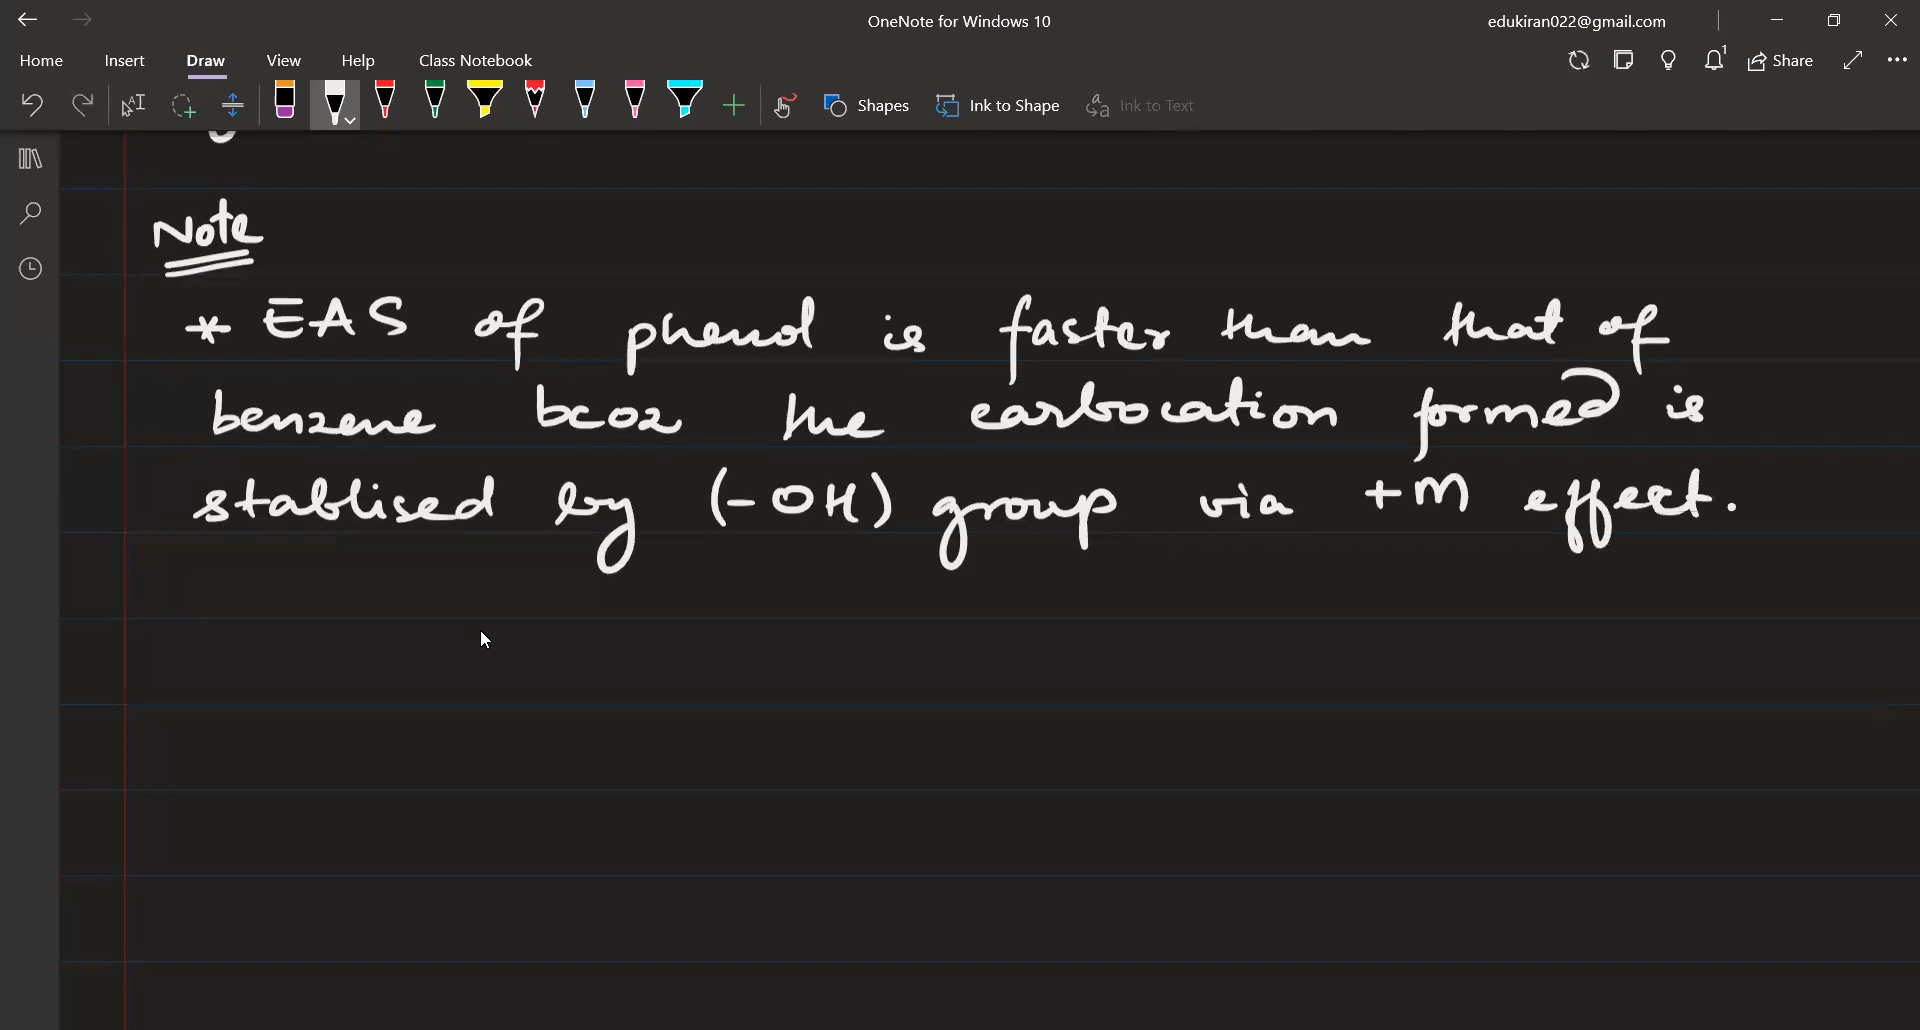 OneNote for Windows 10
edukiran022@gmail.com
Home Insert Draw View Help Class Notebook
1 Share
Shapes Ink to Shape Ink to Text
Note
* EAS of phenol is faster than that of
benzene bcoz the carbocation formed is
stablised by (-OH) group via +M effect.